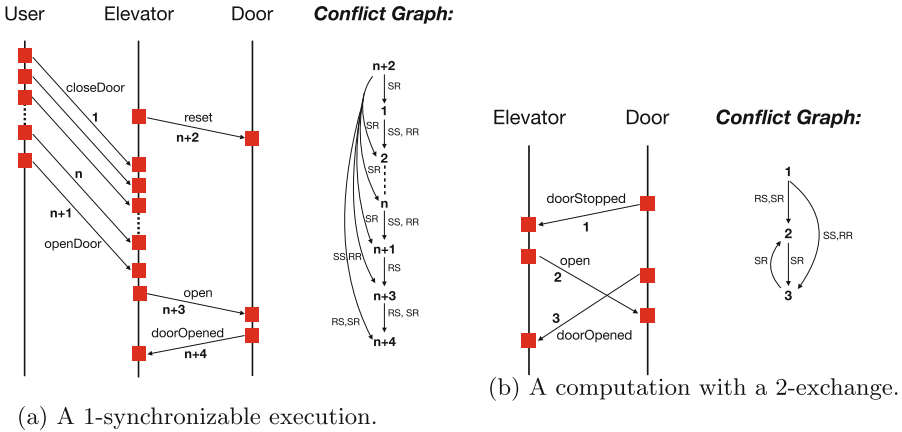 User Elevator Door Conflict Graph:
closeDoor
1
reset
n+2
n
n+1
openDoor
open
n+3
doorOpened
n+4
n+2
SR
1
SR
SS, RR
2
SR
n
SR
SS, RR
n+1
SS,RR
RS
n+3
RS,SR
RS, SR
n+4
(a) A 1-synchronizable execution.
Elevator Door Conflict Graph:
doorStopped
1
open
2
3
doorOpened
1
RS,SR
2
SS,RR
SR
SR
3
(b) A computation with a 2-exchange.